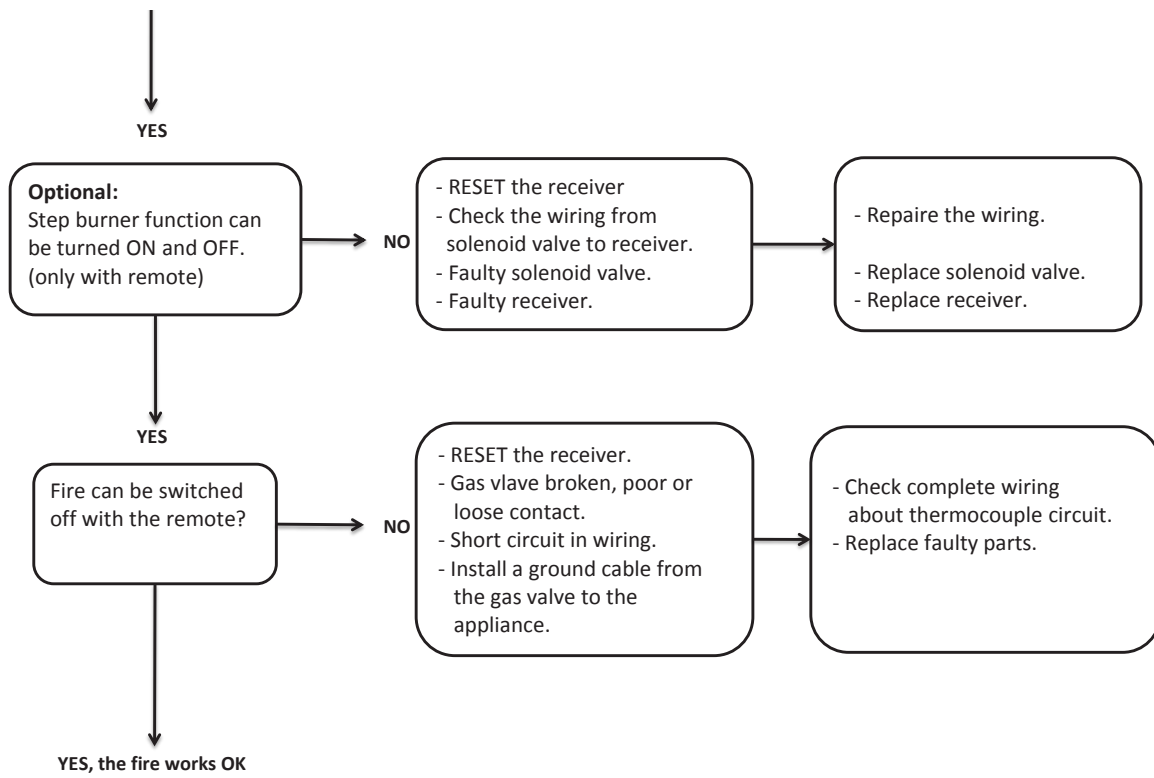 YES
Optional:
Step burner function can
be turned ON and OFF.
(only with remote)
NO
- RESET the receiver
- Check the wiring from
solenoid valve to receiver.
- Faulty solenoid valve.
- Faulty receiver.
- Repaire the wiring.
- Replace solenoid valve.
- Replace receiver.
YES
Fire can be switched
off with the remote?
NO
- RESET the receiver.
- Gas vlave broken, poor or
loose contact.
- Short circuit in wiring.
- Install a ground cable from
the gas valve to the
appliance.
- Check complete wiring
about thermocouple circuit.
- Replace faulty parts.
YES, the fire works OK